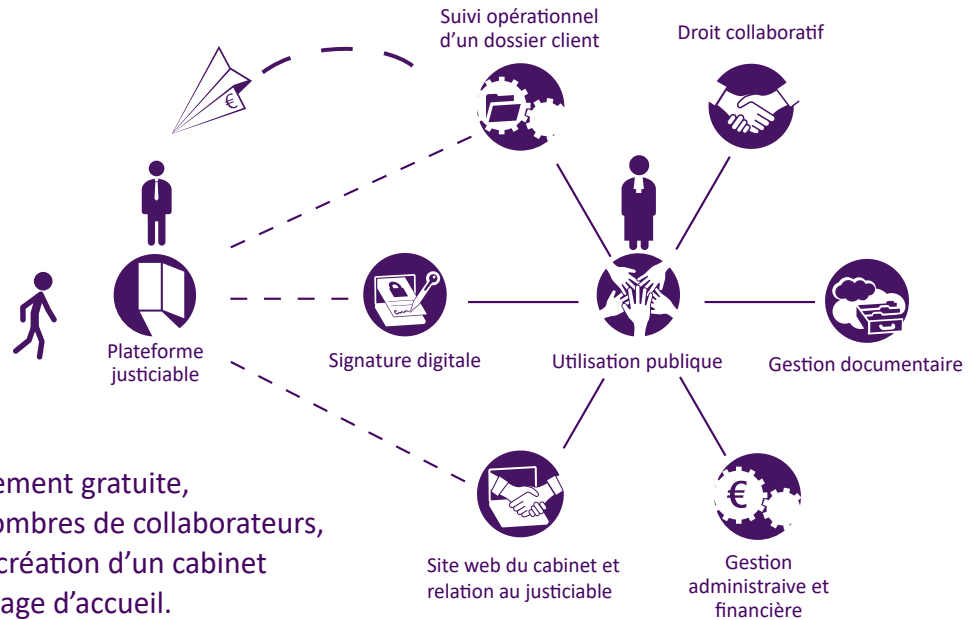 Suivi opérationnel
d'un dossier client
Droit collaboratif
€
Plateforme
justiciable
Signature digitale
Utilisation publique
Gestion documentaire
ement gratuite,
ombres de collaborateurs,
création d'un cabinet
age d'accueil.
Site web du cabinet et
relation au justiciable
€
Gestion
administraive et
financière